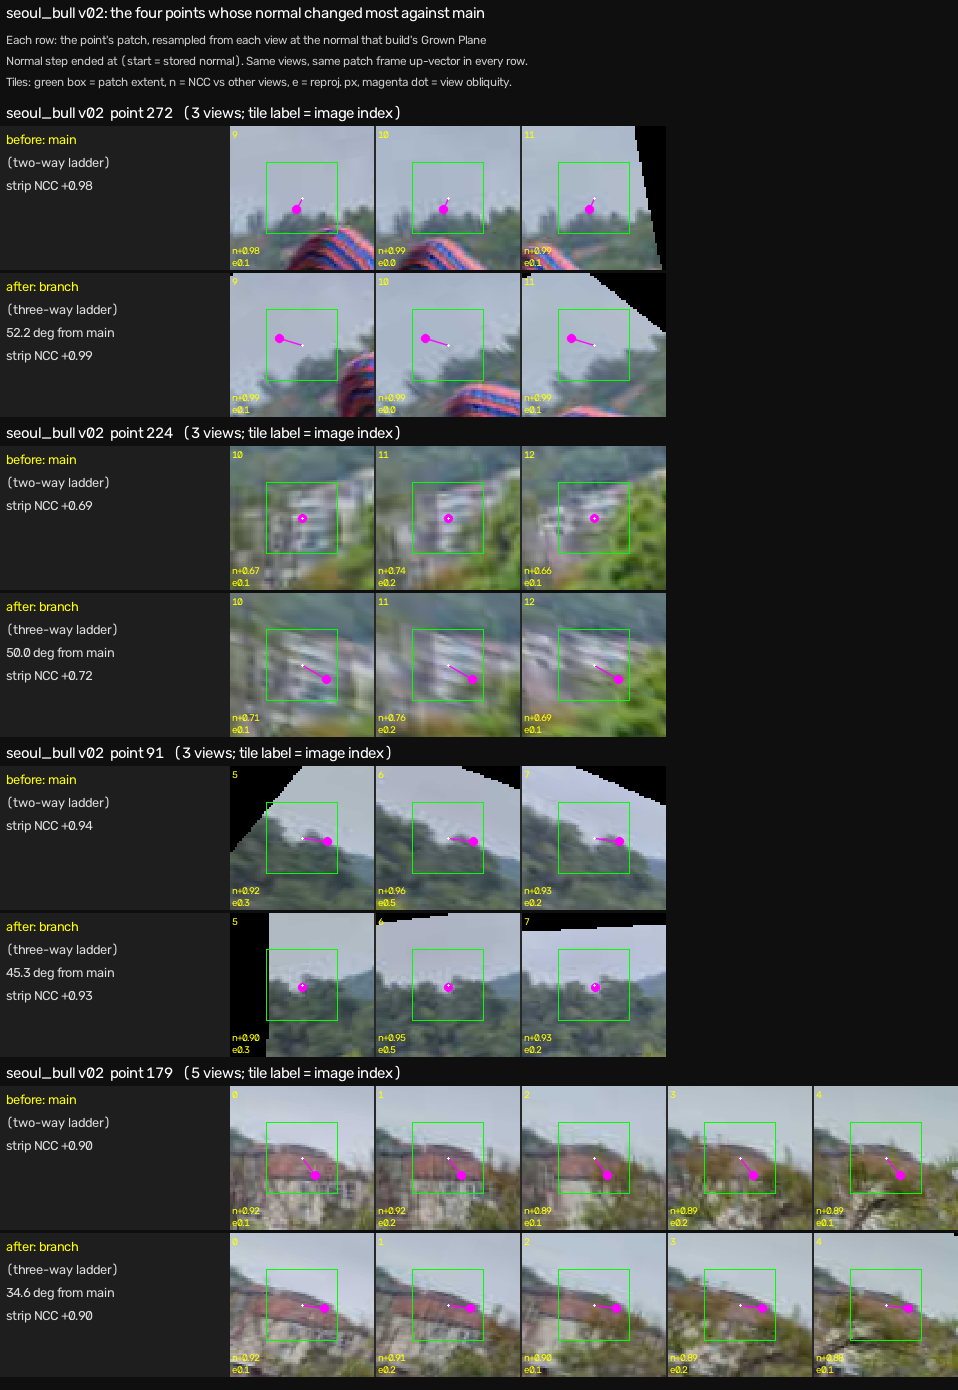 seoul_bull v02: the four points whose normal changed most against main
Each row: the point's patch, resampled from each view at the normal that build's Grown Plane
Normal step ended at (start = stored normal). Same views, same patch frame up-vector in every row.
Tiles: green box = patch extent, n = NCC vs other views, e = reproj. px, magenta dot = view obliquity.
seoul_bull v02 point 272 (3 views; tile label = image index)
before: main
(two-way ladder)
strip NCC +0.98
9
n+0.98
e0.1
10
n+0.99
e0.0
11
n+0.99
e0.1
after: branch
(three-way ladder)
52.2 deg from main
strip NCC +0.99
9
n+0.99
e0.1
10
n+0.99
e0.0
11
n+0.99
e0.1
seoul_bull v02 point 224 (3 views; tile label = image index)
before: main
(two-way ladder)
strip NCC +0.69
10
n+0.67
e0.1
11
n+0.74
e0.2
12
n+0.66
e0.1
after: branch
(three-way ladder)
50.0 deg from main
strip NCC +0.72
10
n+0.71
e0.1
11
n+0.76
e0.2
12
n+0.69
e0.1
seoul_bull v02 point 91 (3 views; tile label = image index)
before: main
(two-way ladder)
strip NCC +0.94
5
n+0.92
e0.3
6
n+0.96
e0.5
7
n+0.93
e0.2
after: branch
(three-way ladder)
45.3 deg from main
strip NCC +0.93
5
n+0.90
e0.3
6
n+0.95
e0.5
7
n+0.93
e0.2
seoul_bull v02 point 179 (5 views; tile label = image index)
before: main
(two-way ladder)
strip NCC +0.90
0
n+0.92
e0.1
1
n+0.92
e0.2
2
n+0.89
e0.1
3
n+0.89
e0.2
4
n+0.89
e0.1
after: branch
(three-way ladder)
34.6 deg from main
strip NCC +0.90
0
n+0.92
e0.1
1
n+0.91
e0.2
2
n+0.90
e0.1
3
n+0.89
e0.2
4
e0.1